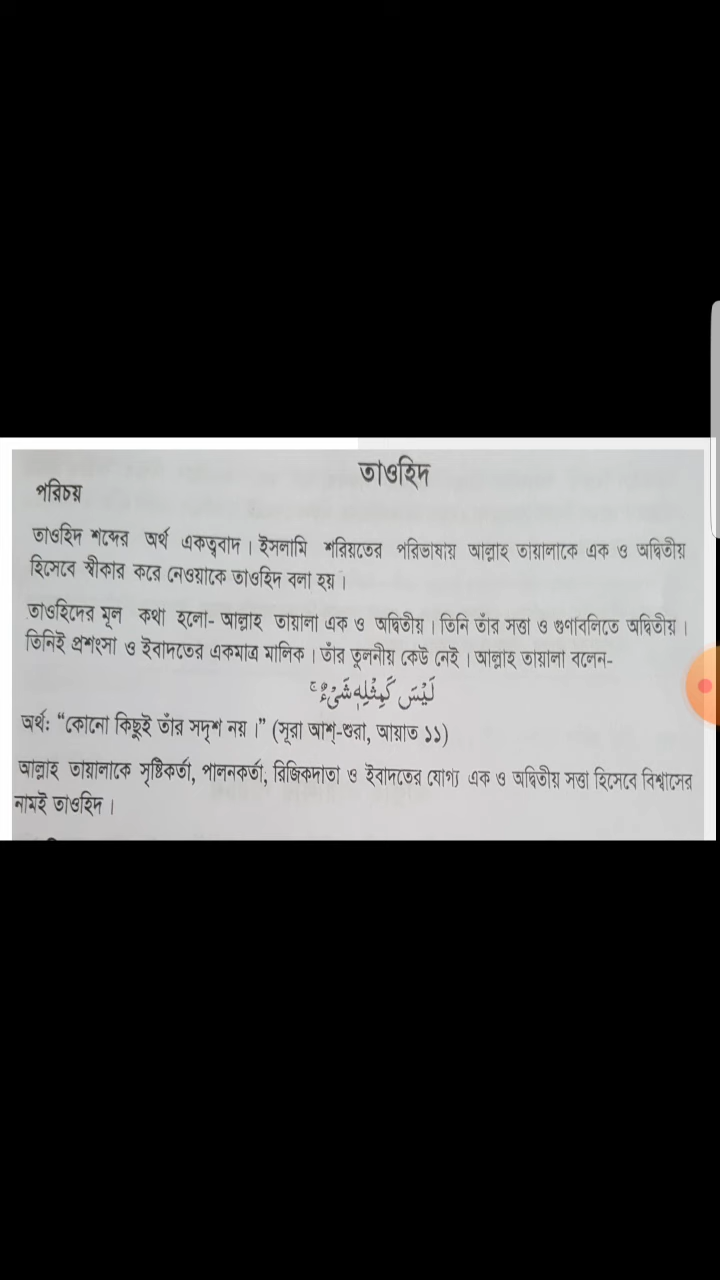 তাওহিদ
পরিচয়
তাওহিদ শব্দের অর্থ একত্ববাদ। ইসলামি শরিয়তের পরিভাষায় আল্লাহ তায়ালাকে এক ও অদ্বিতীয়
হিসেবে স্বীকার করে নেওয়াকে তাওহিদ বলা হয়।
তাওহিদের মূল কথা হলো- আল্লাহ তায়ালা এক ও অদ্বিতীয়। তিনি তাঁর সত্তা ও গুণাবলিতে অদ্বিতীয়।
তিনিই প্রশংসা ও ইবাদতের একমাত্র মালিক। তাঁর তুলনীয় কেউ নেই। আল্লাহ তায়ালা বলেন-
لَيْسَ كَمِثْلِهٖ شَىْءٌ ۚ
অর্থ: “কোনো কিছুই তাঁর সদৃশ নয়।” (সূরা আশ্-শুরা, আয়াত ১১)
আল্লাহ তায়ালাকে সৃষ্টিকর্তা, পালনকর্তা, রিজিকদাতা ও ইবাদতের যোগ্য এক ও অদ্বিতীয় সত্তা হিসেবে বিশ্বাসের
নামই তাওহিদ।